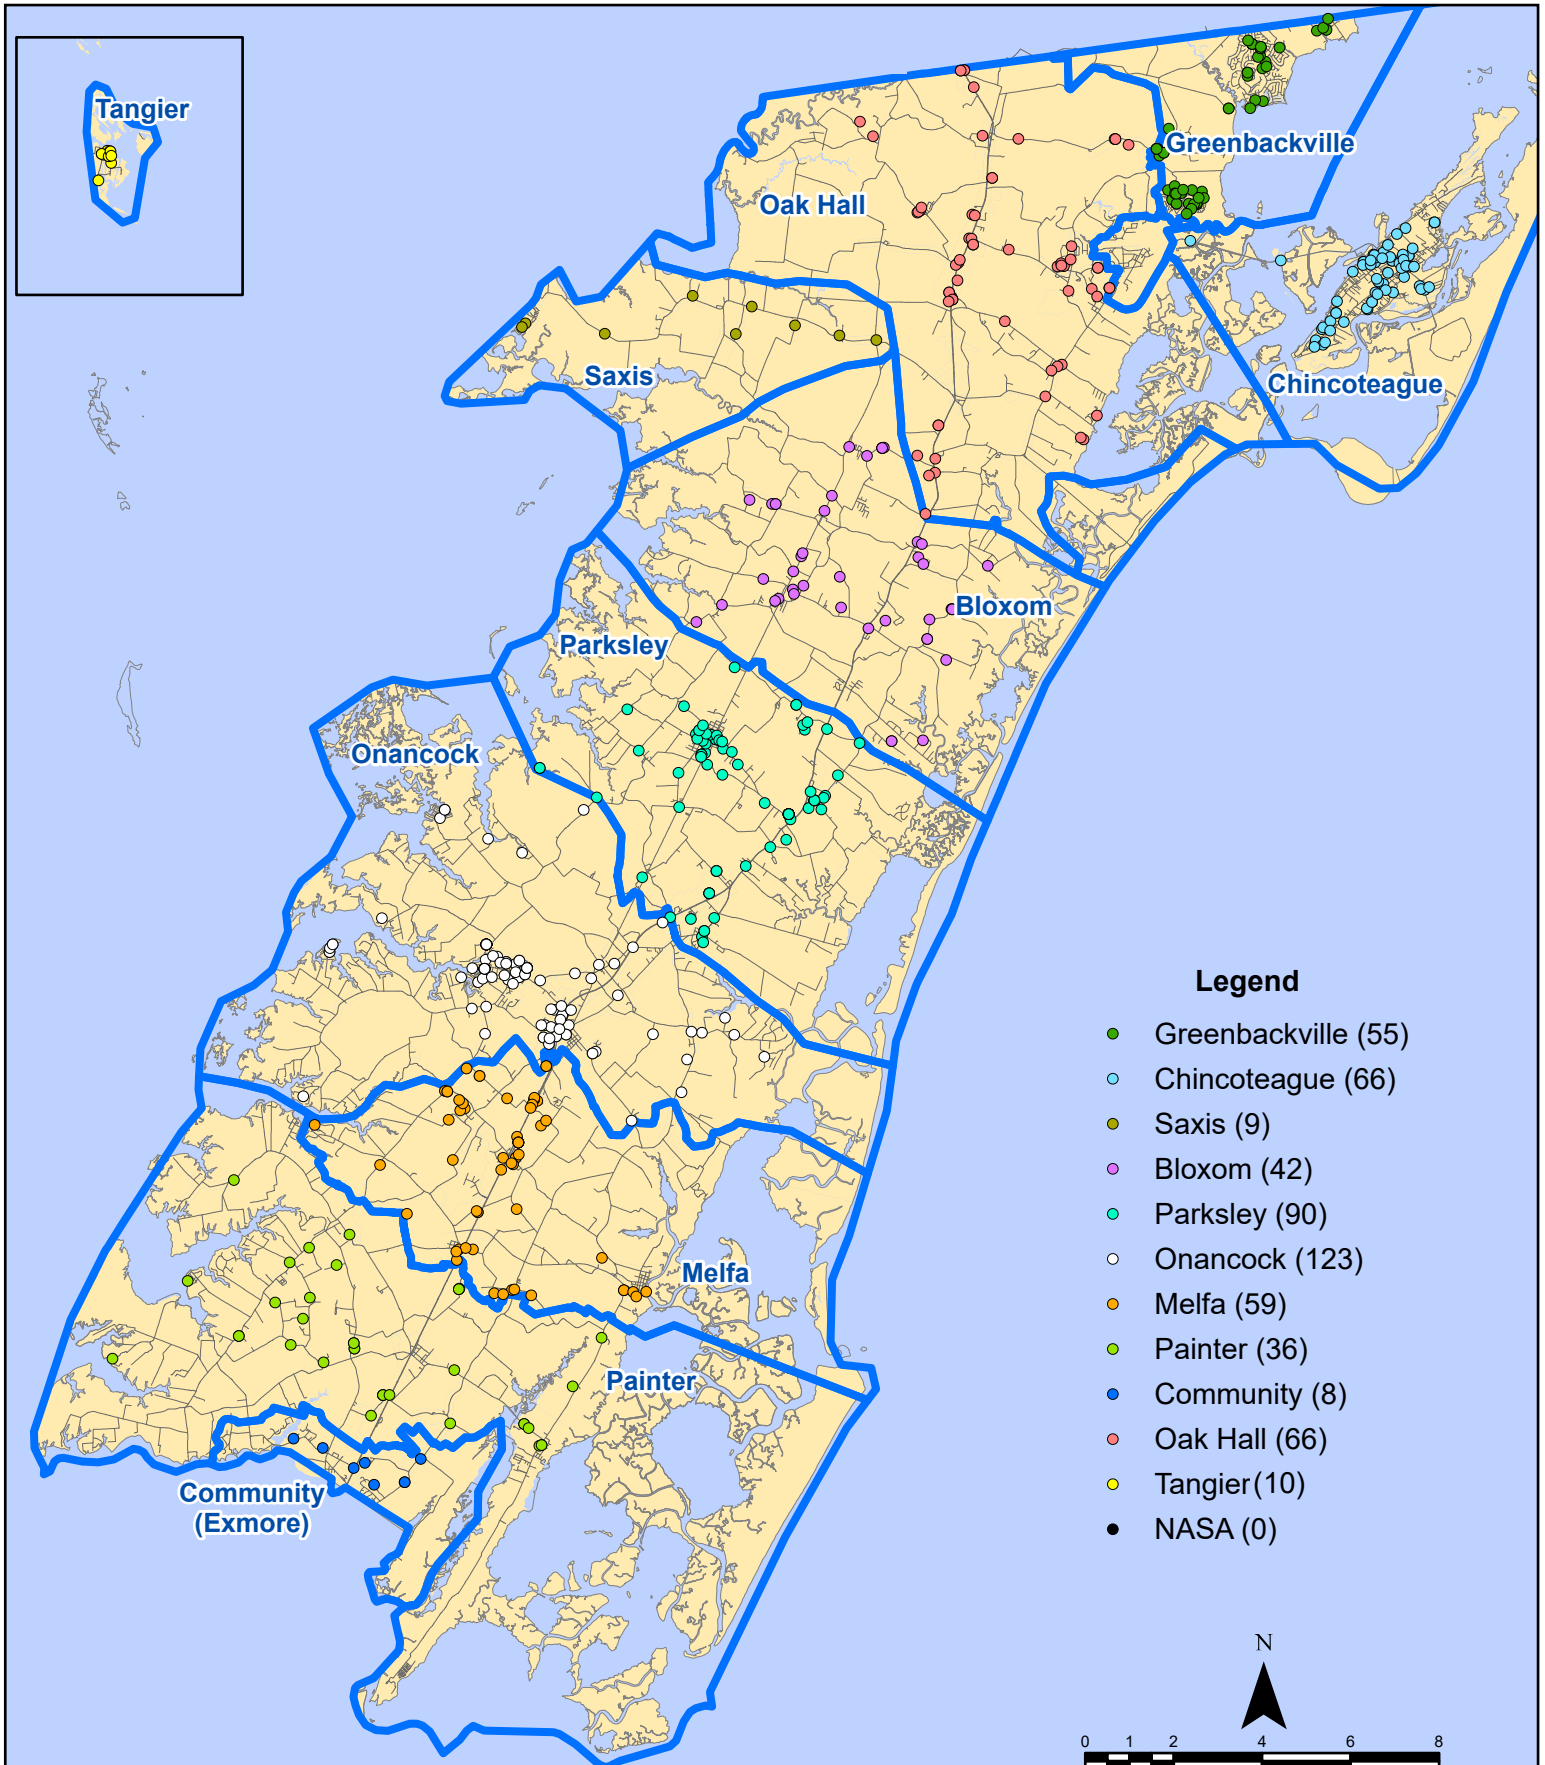 Tangier
Greenbackville
Oak Hall
Saxis
Chincoteague
Bloxom
Parksley
Onancock
Melfa
Painter
Community
(Exmore)
Legend
Greenbackville (55)
Chincoteague (66)
Saxis (9)
Bloxom (42)
Parksley (90)
Onancock (123)
Melfa (59)
Painter (36)
Community (8)
Oak Hall (66)
Tangier (10)
NASA (0)
N
0 1 2 4 6 8